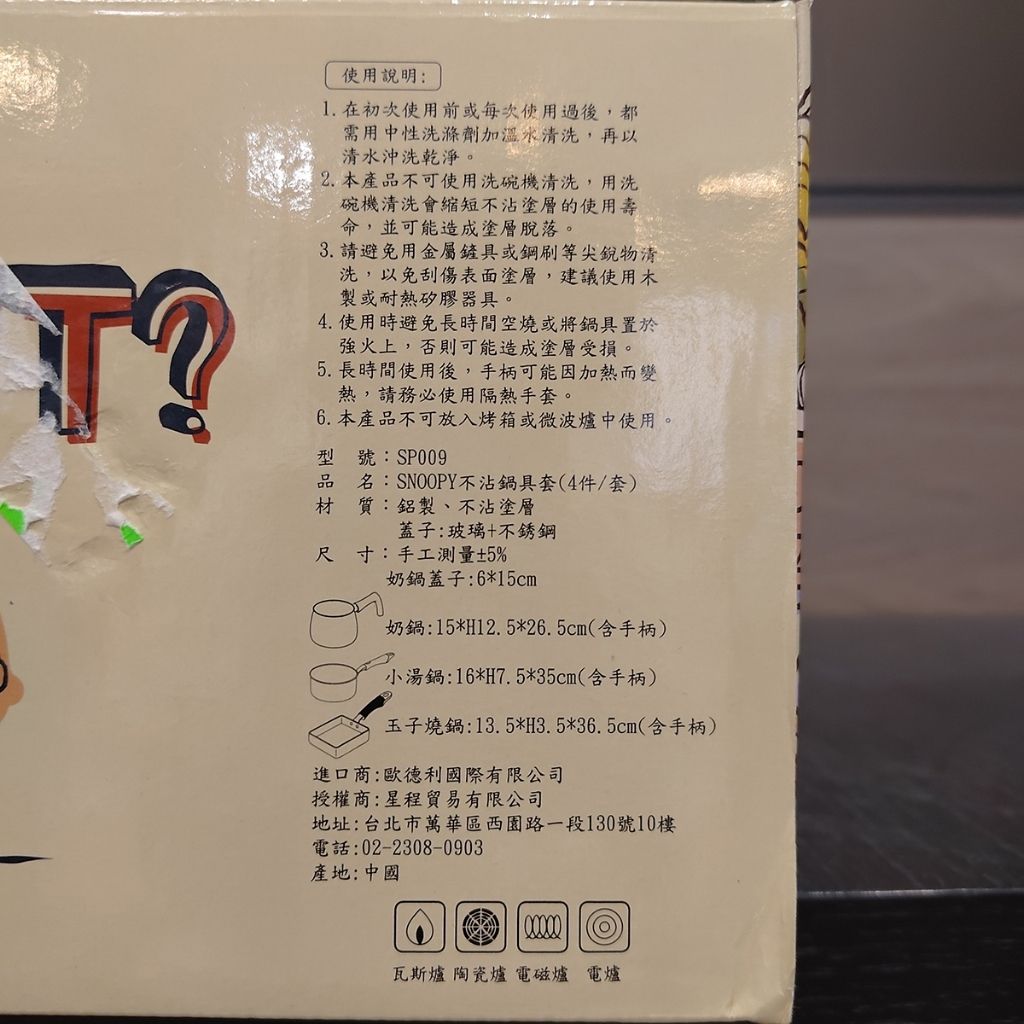 T?
使用說明:
1.在初次使用前或每次使用過後，都
需用中性洗滌劑加溫水清洗，再以
清水沖洗乾淨。
2.本產品不可使用洗碗機清洗，用洗
碗機清洗會縮短不沾塗層的使用壽
命，並可能造成塗層脫落。
3.請避免用金屬鏟具或鋼刷等尖銳物清
洗，以免刮傷表面塗層，建議使用木
製或耐熱矽膠器具。
4.使用時避免長時間空燒或將鍋具置於
強火上，否則可能造成塗層受損。
5.長時間使用後，手柄可能因加熱而變
熱，請務必使用隔熱手套。
6.本產品不可放入烤箱或微波爐中使用。
型 號：SP009
品 名：SNOOPY不沾鍋具套(4件/套)
材 質：鋁製、不沾塗層
蓋子:玻璃+不銹鋼
尺 寸：手工測量±5%
奶鍋蓋子:6*15cm
奶鍋:15*H12.5*26.5cm(含手柄)
小湯鍋:16*H7.5*35cm(含手柄)
玉子燒鍋:13.5*H3.5*36.5cm(含手柄)
進口商:歐德利國際有限公司
授權商:星程貿易有限公司
地址:台北市萬華區西園路一段130號10樓
電話:02-2308-0903
產地:中國
瓦斯爐 陶瓷爐 電磁爐 電爐